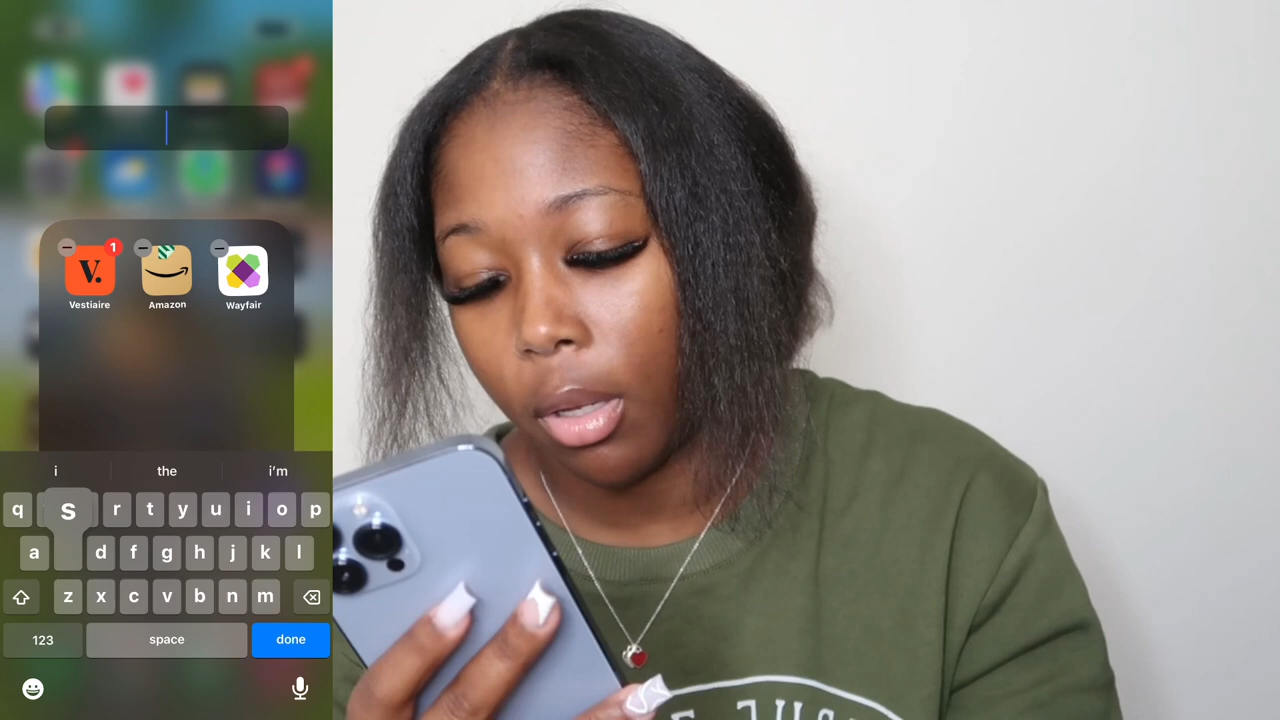 1
V.
Vestiaire Amazon Wayfair
i the i'm
q S r t y u i o p
a d f g h j k l
z x c v b n m
123 space done